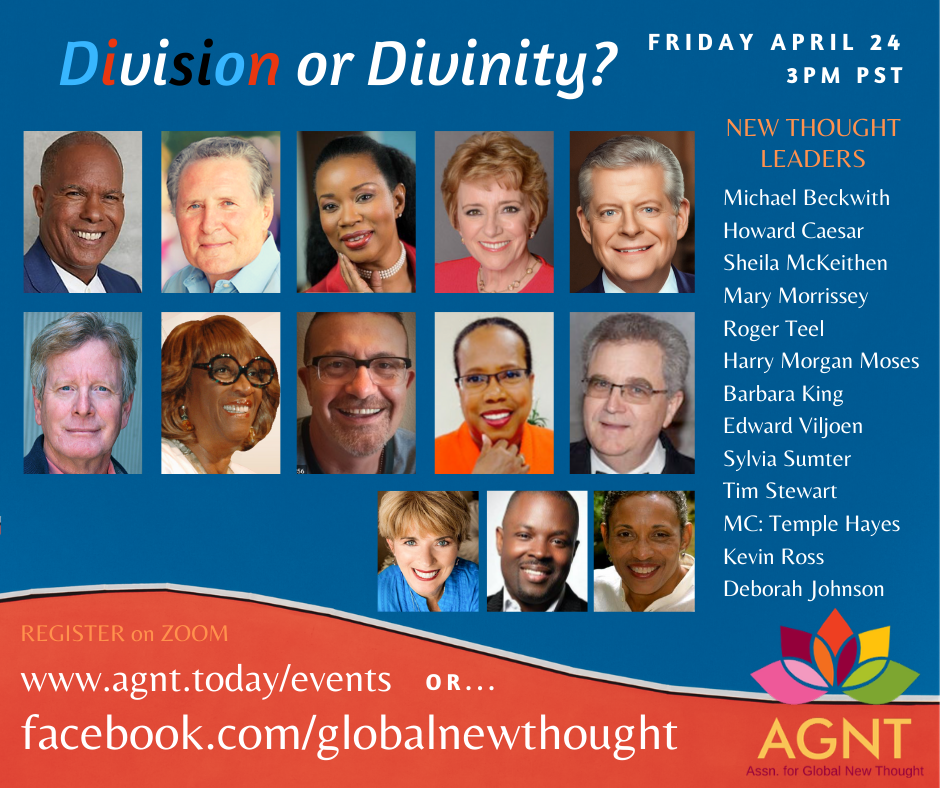 Division or Divinity?
FRIDAY APRIL 24
3PM PST
NEW THOUGHT
LEADERS
Michael Beckwith
Howard Caesar
Sheila McKeithen
Mary Morrissey
Roger Teel
Harry Morgan Moses
Barbara King
Edward Viljoen
Sylvia Sumter
Tim Stewart
MC: Temple Hayes
Kevin Ross
Deborah Johnson
56
REGISTER on ZOOM
www.agnt.today/events OR...
facebook.com/globalnewthought
AGNT
Assn. for Global New Thought